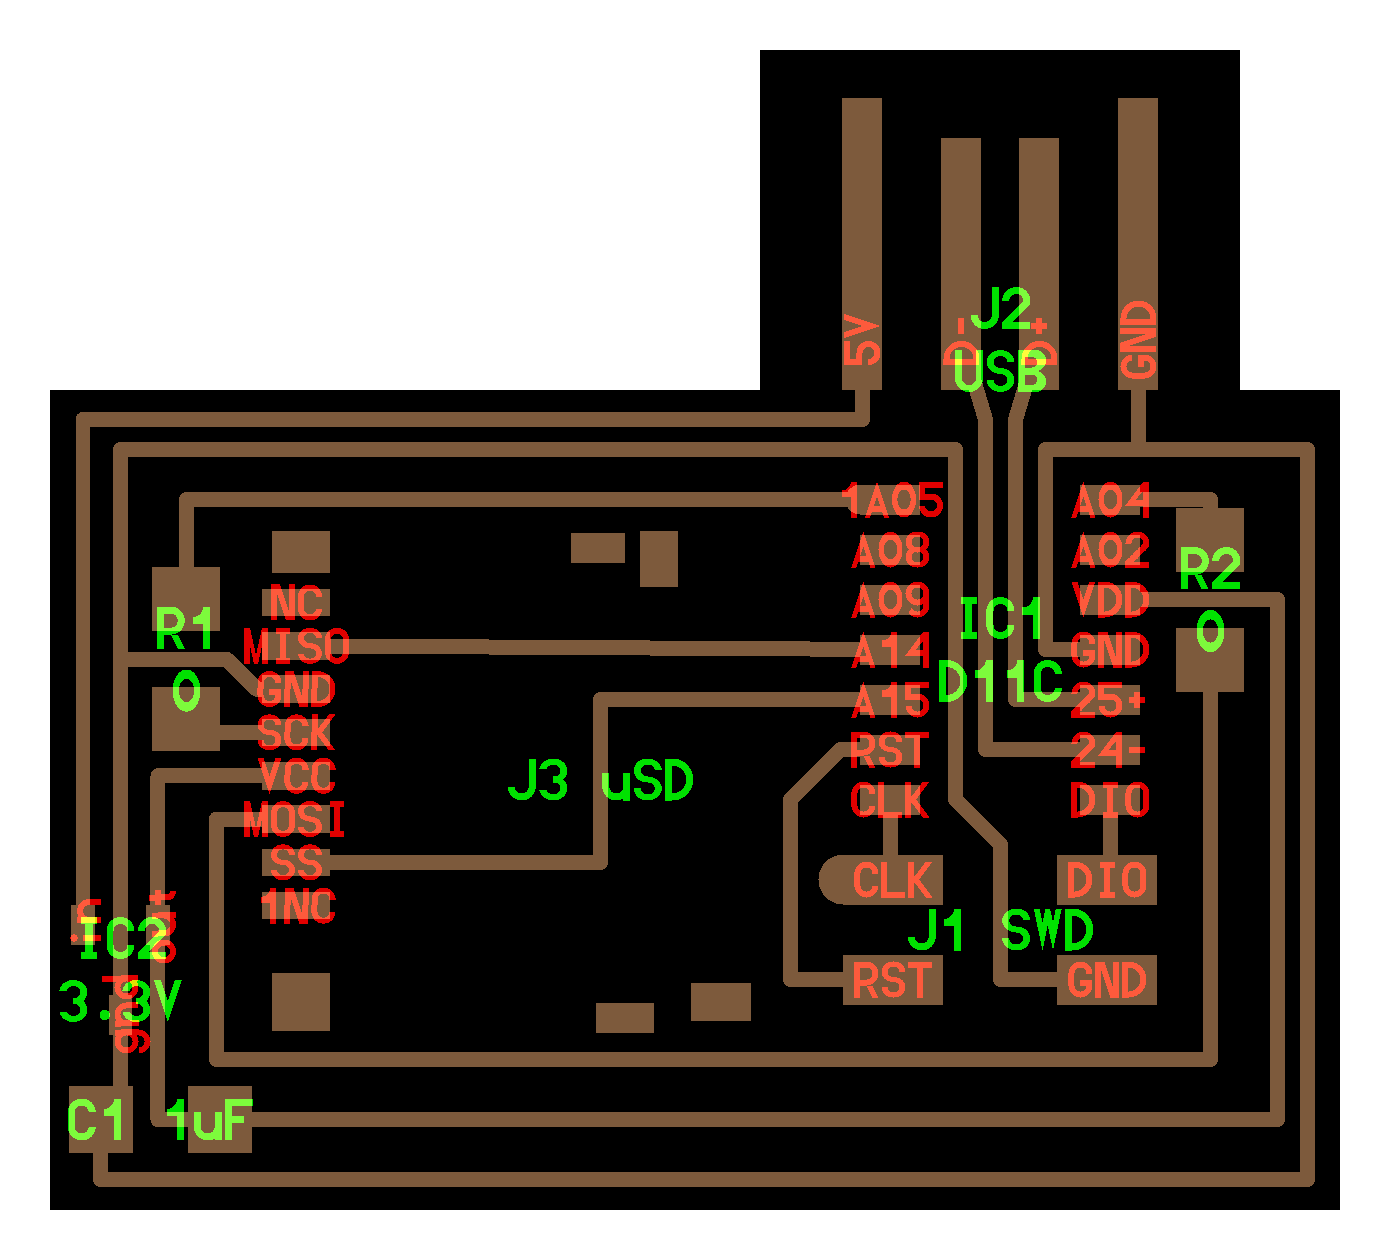 5V
D-
D+
GND
J2
USB
1A05
A08
A09
A14
A15
RST
CLK
A04
A02
VDD
GND
25+
24-
DIO
IC1
D11C
R2
0
R1
0
NC
MISO
GND
SCK
VCC
MOSI
SS
1NC
J3 uSD
CLK
DIO
J1 SWD
RST
GND
in
out
IC2
3.3V
gnd
C1
1uF